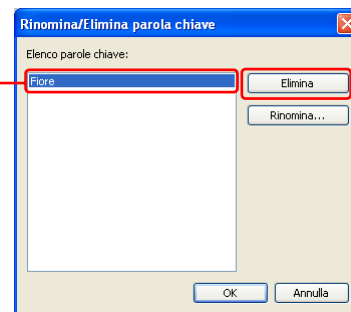 Rinomina/Elimina parola chiave
Elenco parole chiave:
Fiore
Elimina
Rinomina...
OK
Annulla